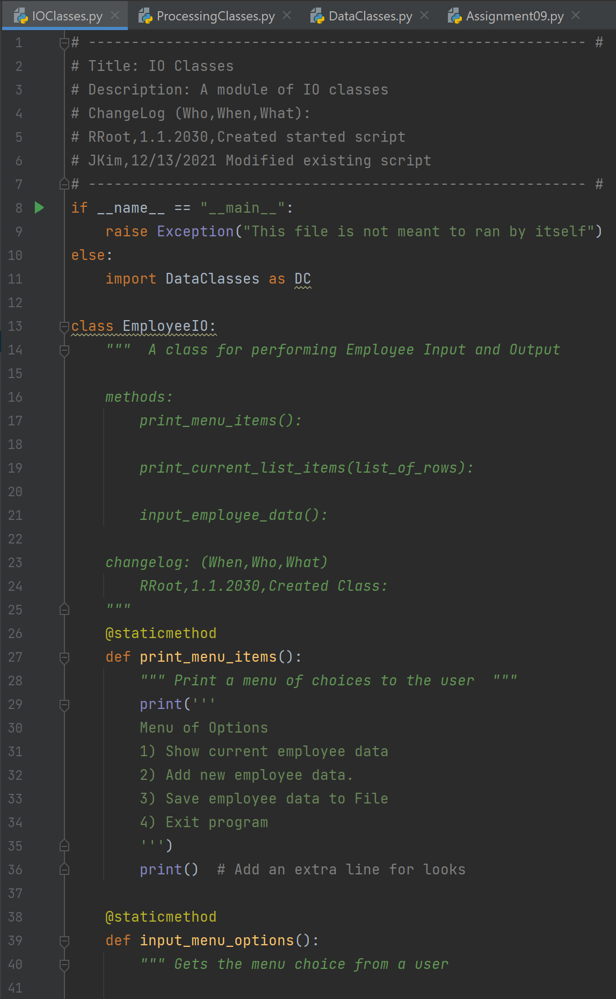 IOClasses.py ProcessingClasses.py DataClasses.py Assignment09.py
1 # ---------------------------------------------------------- #
2 # Title: IO Classes
3 # Description: A module of IO classes
4 # ChangeLog (Who,When,What):
5 # RRoot,1.1.2030,Created started script
6 # JKim,12/13/2021 Modified existing script
7 # ---------------------------------------------------------- #
8 if __name__ == "__main__":
9     raise Exception("This file is not meant to ran by itself")
10 else:
11     import DataClasses as DC
12
13 class EmployeeIO:
14     """  A class for performing Employee Input and Output
15
16     methods:
17         print_menu_items():
18
19         print_current_list_items(list_of_rows):
20
21         input_employee_data():
22
23     changelog: (When,Who,What)
24         RRoot,1.1.2030,Created Class:
25     """
26     @staticmethod
27     def print_menu_items():
28         """ Print a menu of choices to the user  """
29         print('''
30         Menu of Options
31         1) Show current employee data
32         2) Add new employee data.
33         3) Save employee data to File
34         4) Exit program
35         ''')
36         print()  # Add an extra line for looks
37
38     @staticmethod
39     def input_menu_options():
40         """ Gets the menu choice from a user
41